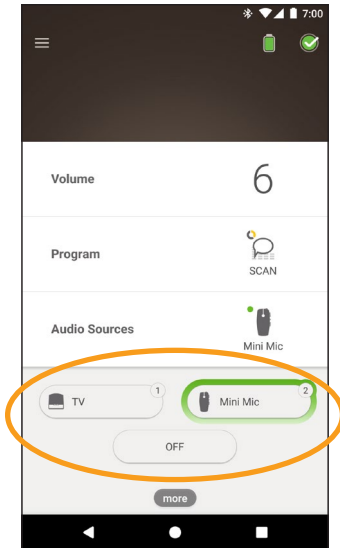 7:00
Volume
6
Program
SCAN
Audio Sources
Mini Mic
TV
1
Mini Mic
2
OFF
more